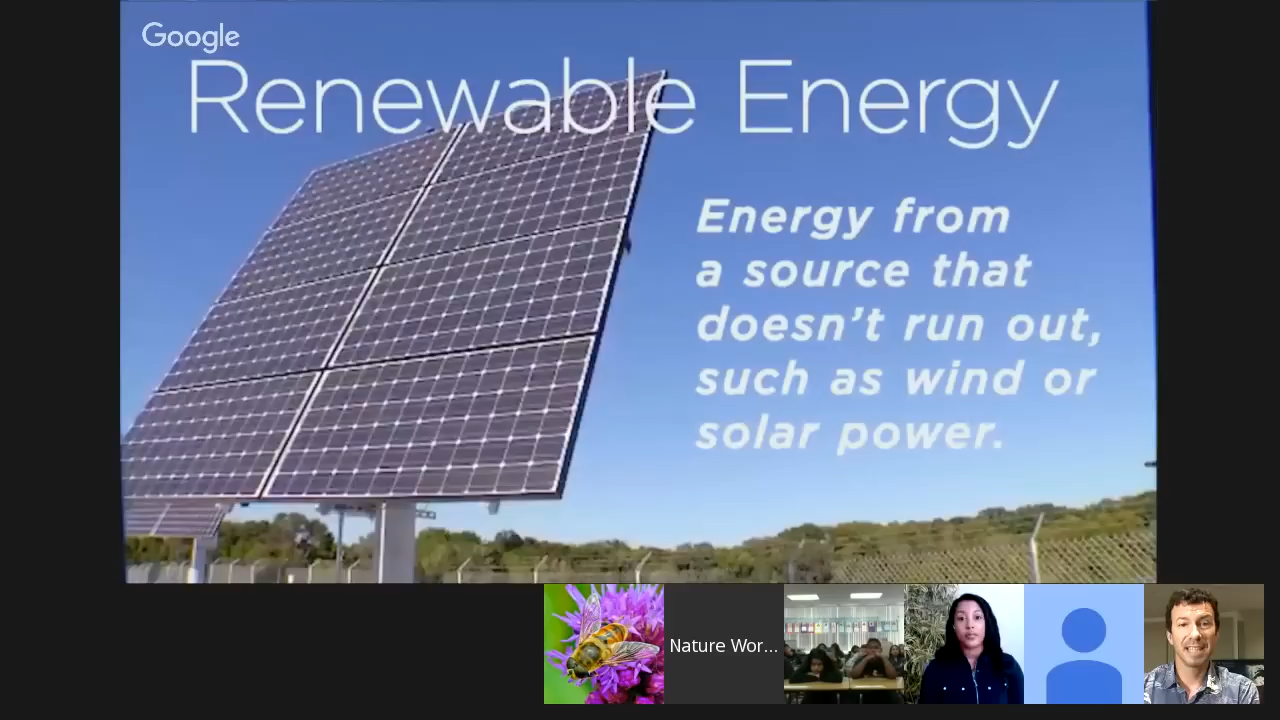 Google
Renewable Energy
Energy from
a source that
doesn't run out,
such as wind or
solar power.
Nature Wor...